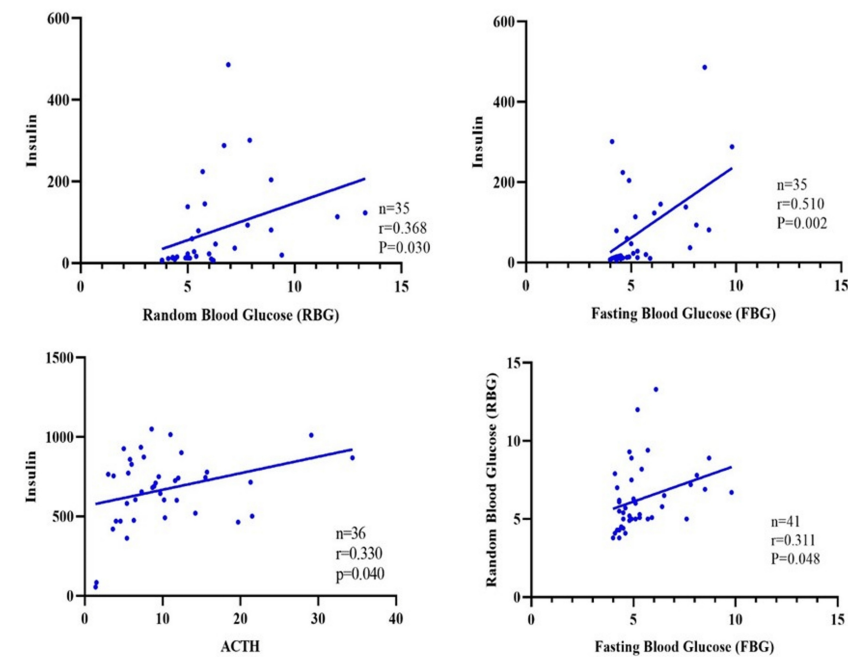 600
400
200
0
Insulin
0
5
10
15
Random Blood Glucose (RBG)
n=35
r=0.368
P=0.030
600
400
200
0
Insulin
0
5
10
15
Fasting Blood Glucose (FBG)
n=35
r=0.510
P=0.002
1500
1000
500
0
Insulin
0
10
20
30
40
ACTH
n=36
r=0.330
p=0.040
15
10
5
0
Random Blood Glucose (RBG)
0
5
10
15
Fasting Blood Glucose (FBG)
n=41
r=0.311
P=0.048